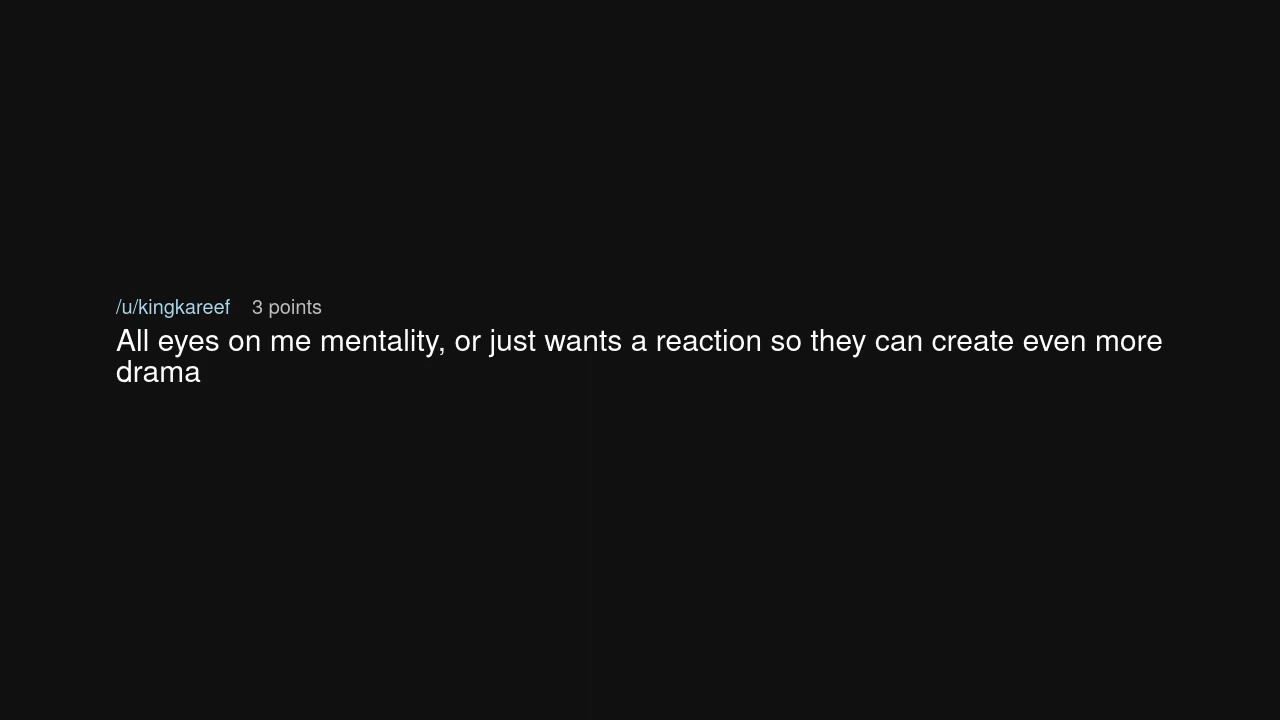 /u/kingkareef 3 points
All eyes on me mentality, or just wants a reaction so they can create even more
drama